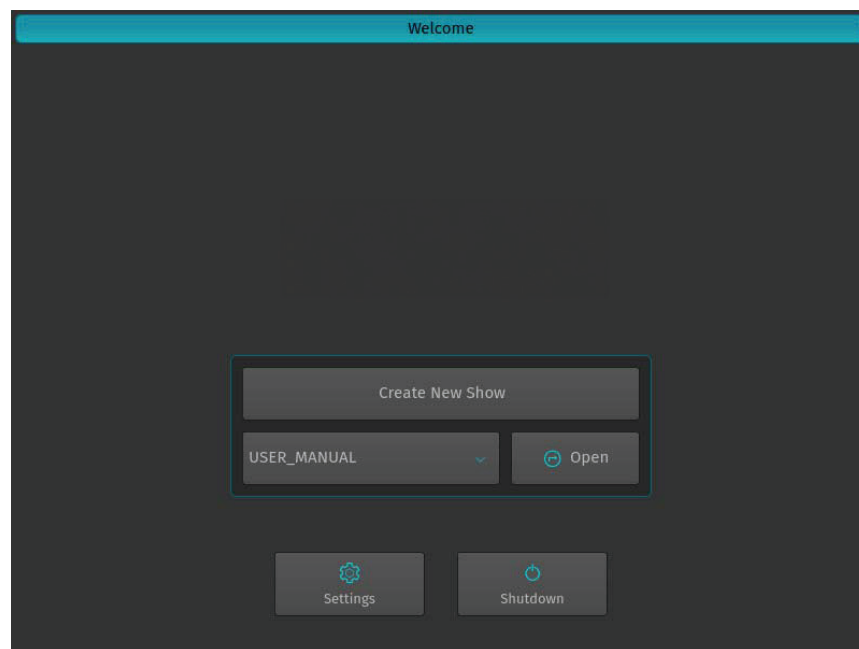 Welcome
Create New Show
USER_MANUAL
Open
Settings
Shutdown